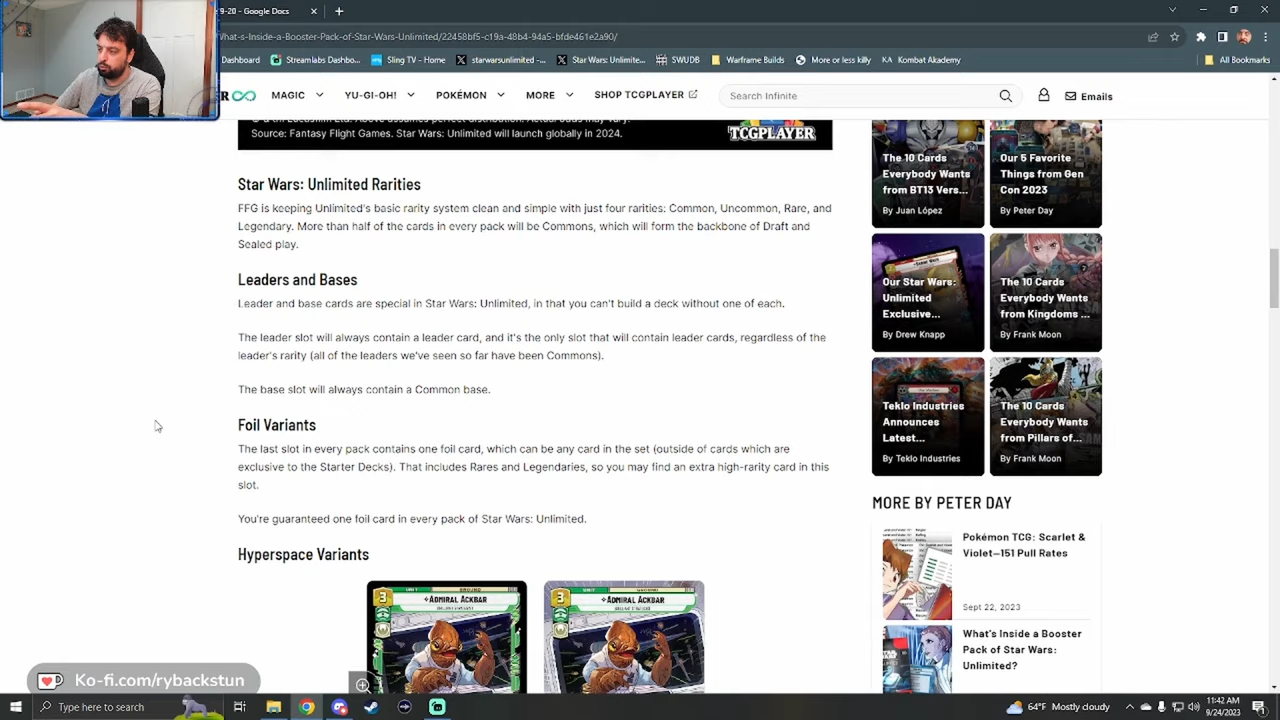 9-20 - Google Docs
Vhat-s-Inside-a-Booster-Pack-of-Star-Wars-Unlimited/22458bf5-c19a-48b4-94a5-bfde461e2a90/
Dashboard
Streamlabs Dashbo...
Sling TV - Home
starwarsunlimited -...
Star Wars: Unlimite...
SWUDB
Warframe Builds
More or less killy
KA Kombat Academy
All Bookmarks
MAGIC
YU-GI-OH!
POKÉMON
MORE
SHOP TCGPLAYER
Search Infinite
Emails
Source: Fantasy Flight Games. Star Wars: Unlimited will launch globally in 2024.
TCGPLAYER
Star Wars: Unlimited Rarities
FFG is keeping Unlimited's basic rarity system clean and simple with just four rarities: Common, Uncommon, Rare, and
Legendary. More than half of the cards in every pack will be Commons, which will form the backbone of Draft and
Sealed play.
Leaders and Bases
Leader and base cards are special in Star Wars: Unlimited, in that you can't build a deck without one of each.
The leader slot will always contain a leader card, and it's the only slot that will contain leader cards, regardless of the
leader's rarity (all of the leaders we've seen so far have been Commons).
The base slot will always contain a Common base.
Foil Variants
The last slot in every pack contains one foil card, which can be any card in the set (outside of cards which are
exclusive to the Starter Decks). That includes Rares and Legendaries, so you may find an extra high-rarity card in this
slot.
You're guaranteed one foil card in every pack of Star Wars: Unlimited.
Hyperspace Variants
ADMIRAL ACKBAR
ADMIRAL ACKBAR
The 10 Cards
Everybody Wants
from BT13 Vers...
By Juan López
Our 5 Favorite
Things from Gen
Con 2023
By Peter Day
Our Star Wars:
Unlimited
Exclusive...
By Drew Knapp
The 10 Cards
Everybody Wants
from Kingdoms ...
By Frank Moon
Teklo Industries
Announces
Latest...
By Teklo Industries
The 10 Cards
Everybody Wants
from Pillars of...
By Frank Moon
MORE BY PETER DAY
Pokémon TCG: Scarlet &
Violet—151 Pull Rates
Sept 22, 2023
What's Inside a Booster
Pack of Star Wars:
Unlimited?
Ko-fi.com/rybackstun
Type here to search
64°F Mostly cloudy
11:42 AM
9/24/2023